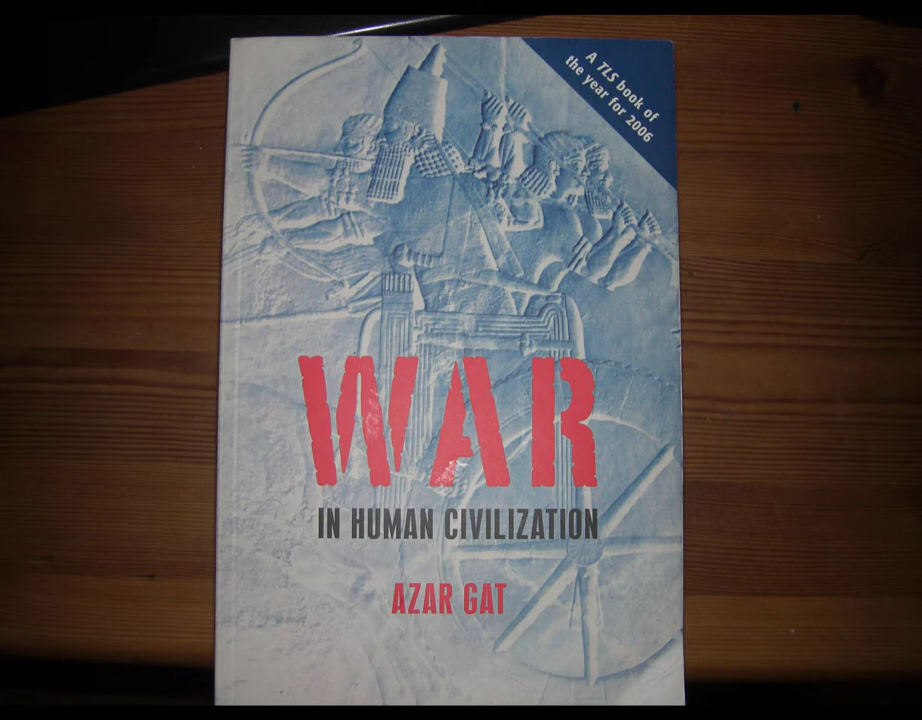 A TLS book of
the year for 2006
WAR
IN HUMAN CIVILIZATION
AZAR GAT